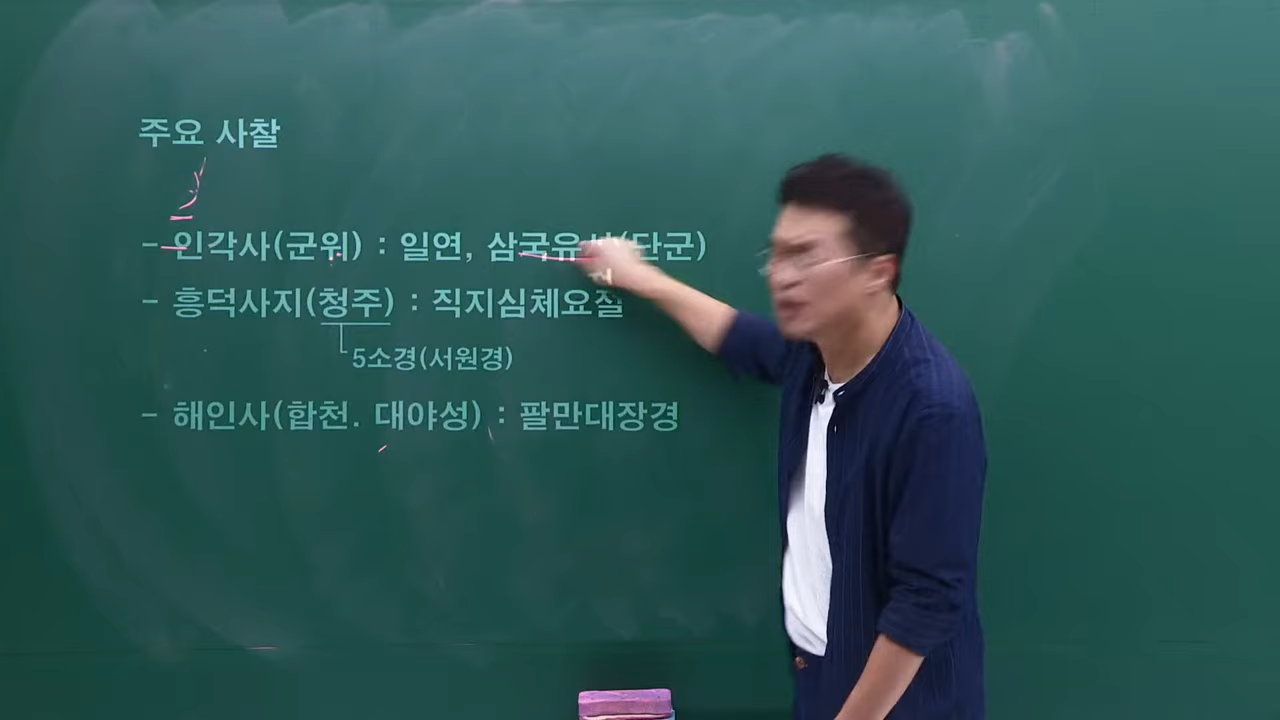 주요 사찰
- 인각사(군위) : 일연, 삼국유 (단군)
- 흥덕사지(청주) : 직지심체요절
5소경(서원경)
- 해인사(합천. 대야성) : 팔만대장경